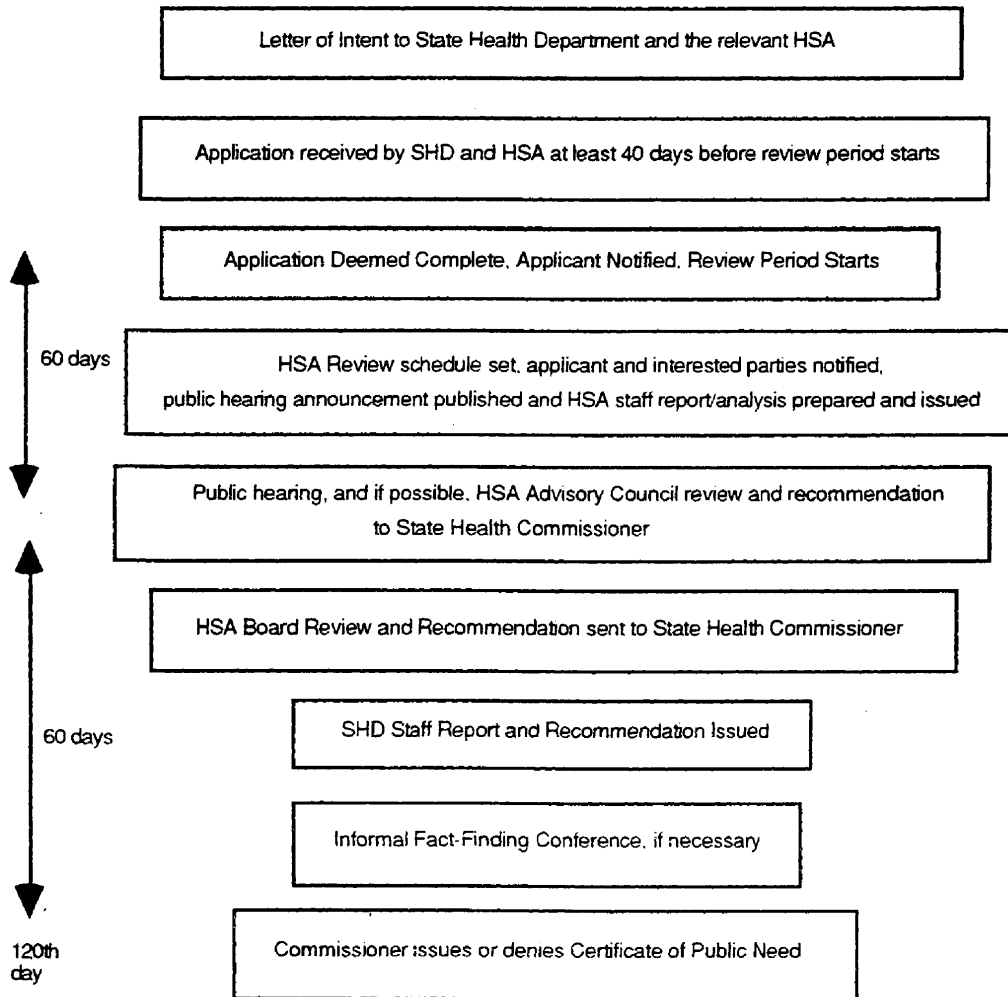 Letter of Intent to State Health Department and the relevant HSA
Application received by SHD and HSA at least 40 days before review period starts
Application Deemed Complete, Applicant Notified, Review Period Starts
60 days
HSA Review schedule set, applicant and interested parties notified,
public hearing announcement published and HSA staff report/analysis prepared and issued
Public hearing, and if possible, HSA Advisory Council review and recommendation
to State Health Commissioner
HSA Board Review and Recommendation sent to State Health Commissioner
60 days
SHD Staff Report and Recommendation Issued
Informal Fact-Finding Conference, if necessary
120th
day
Commissioner issues or denies Certificate of Public Need